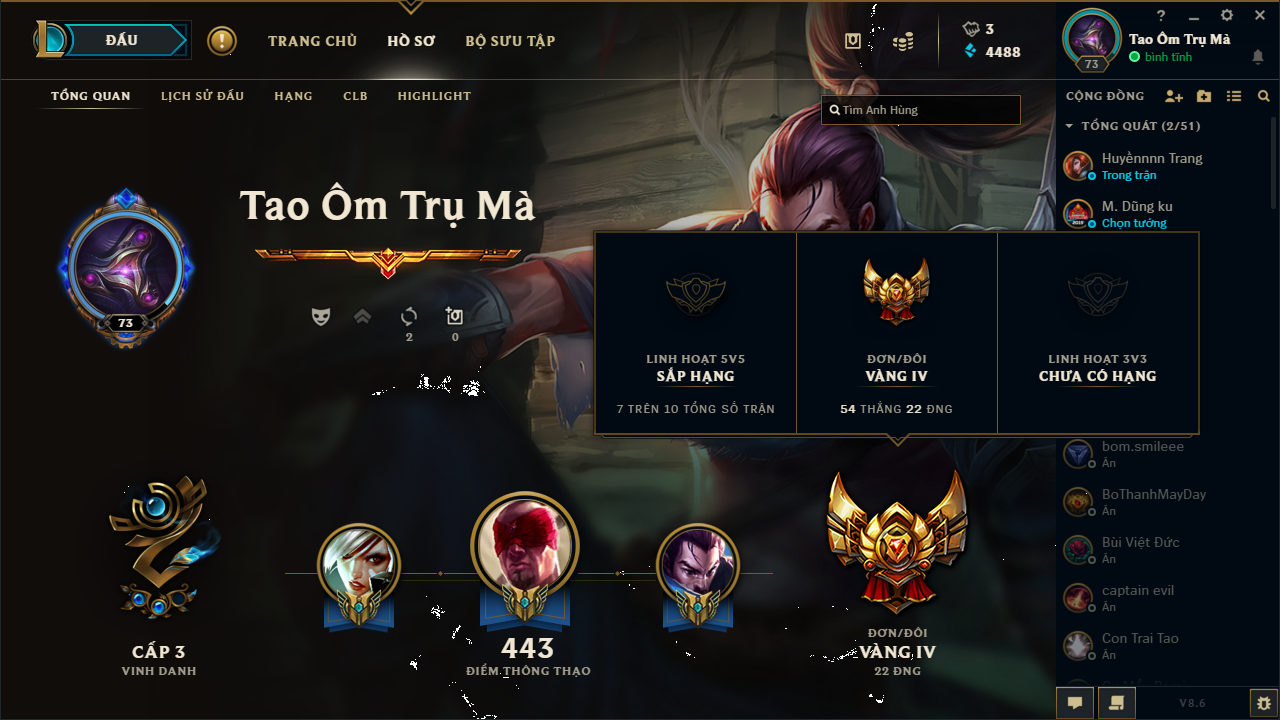 ĐẤU
TRANG CHỦ
HỒ SƠ
BỘ SƯU TẬP
3
4488
?
Tao Ôm Trụ Mà
bình tĩnh
73
TỔNG QUAN
LỊCH SỬ ĐẤU
HẠNG
CLB
HIGHLIGHT
Tìm Anh Hùng
CỘNG ĐỒNG
TỔNG QUÁT (2/51)
Huyềnnnn Trang
Trong trận
M. Dũng ku
Chọn tướng
Tao Ôm Trụ Mà
73
2
0
LINH HOẠT 5V5
SẮP HẠNG
7 TRÊN 10 TỔNG SỐ TRẬN
ĐƠN/ĐÔI
VÀNG IV
54 THẮNG 22 ĐNG
LINH HOẠT 3V3
CHƯA CÓ HẠNG
bom.smileee
Ẩn
BoThanhMayDay
Ẩn
Bùi Việt Đức
Ẩn
captain evil
Ẩn
Con Trai Tao
Ẩn
CẤP 3
VINH DANH
443
ĐIỂM THÔNG THẠO
ĐƠN/ĐÔI
VÀNG IV
22 ĐNG
V8.6